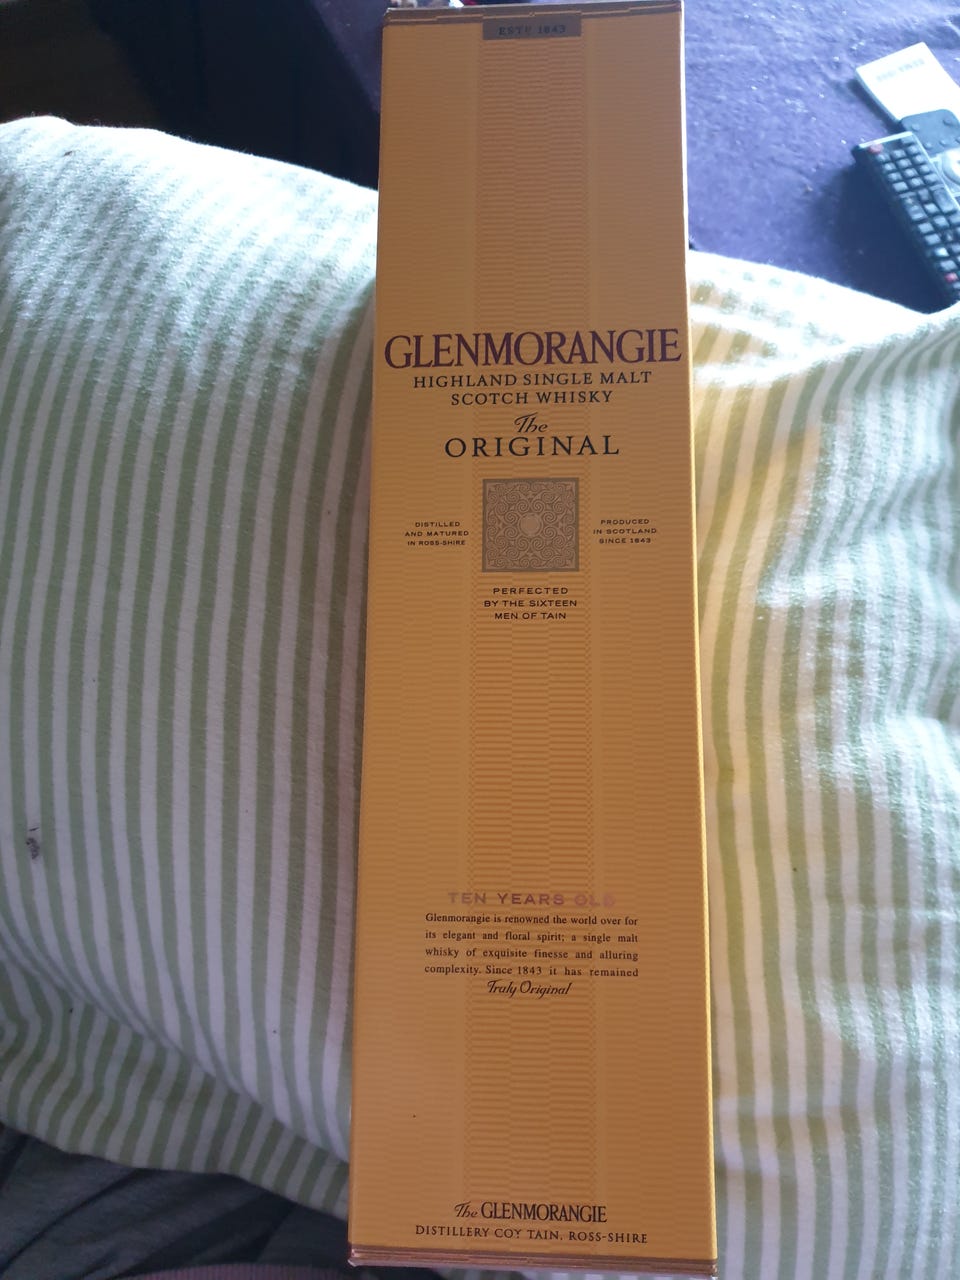 ESTD 1843
GLENMORANGIE
HIGHLAND SINGLE MALT
SCOTCH WHISKY
The
ORIGINAL
DISTILLED
AND MATURED
IN ROSS-SHIRE
PRODUCED
IN SCOTLAND
SINCE 1843
PERFECTED
BY THE SIXTEEN
MEN OF TAIN
TEN YEARS OLD
Glenmorangie is renowned the world over for
its elegant and floral spirit; a single malt
whisky of exquisite finesse and alluring
complexity. Since 1843 it has remained
Truly Original
The GLENMORANGIE
DISTILLERY COY TAIN, ROSS-SHIRE